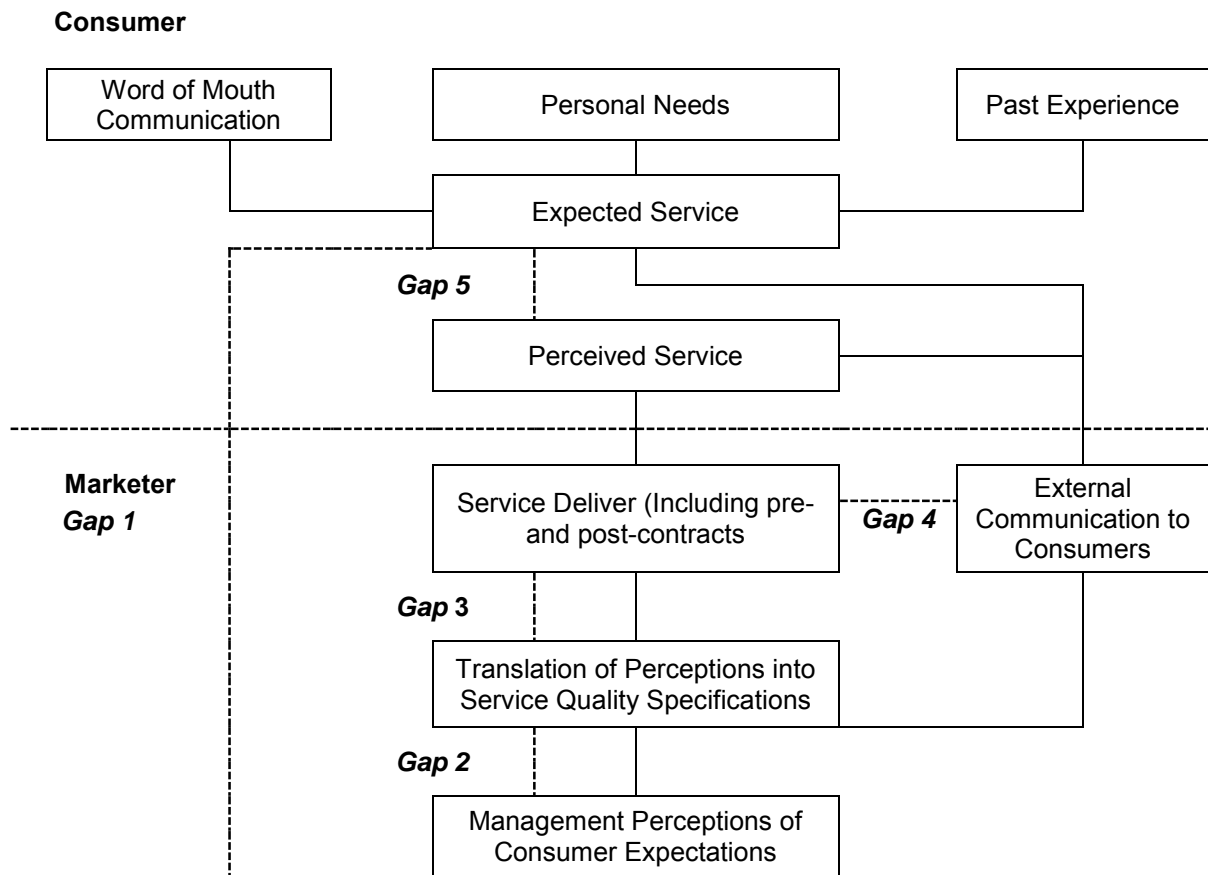 Consumer
Word of Mouth
Communication
Personal Needs
Past Experience
Expected Service
Gap 5
Perceived Service
Marketer
Gap 1
Service Deliver (Including pre-
and post-contracts
Gap 4
External
Communication to
Consumers
Gap 3
Translation of Perceptions into
Service Quality Specifications
Gap 2
Management Perceptions of
Consumer Expectations